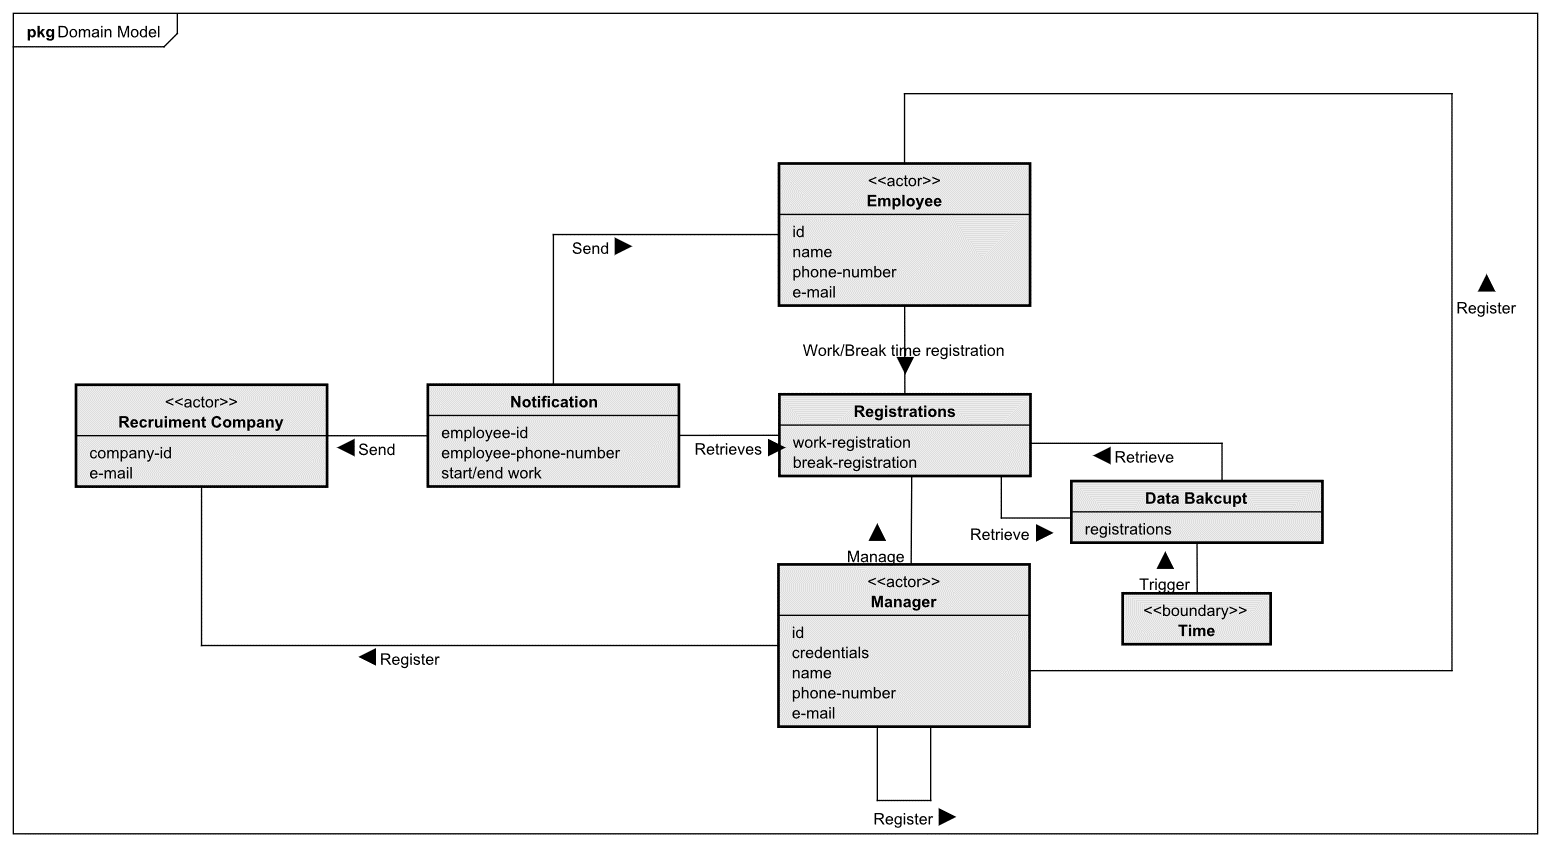 pkg Domain Model
<<actor>>
Employee
id
name
phone-number
e-mail
Send
Register
Work/Break time registration
<<actor>>
Recruiment Company
company-id
e-mail
Send
Notification
employee-id
employee-phone-number
start/end work
Retrieves
Registrations
work-registration
break-registration
Retrieve
Data Bakcupt
registrations
Retrieve
Manage
Trigger
<<boundary>>
Time
<<actor>>
Manager
id
credentials
name
phone-number
e-mail
Register
Register